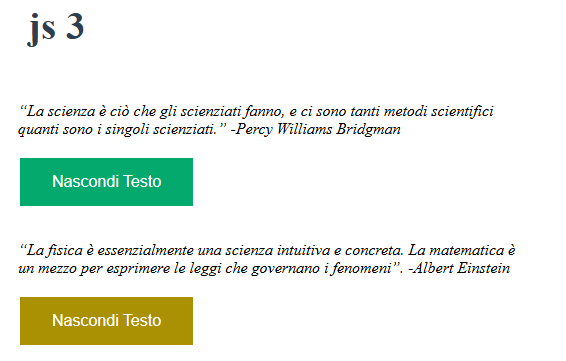 js 3
“La scienza è ciò che gli scienziati fanno, e ci sono tanti metodi scientifici
quanti sono i singoli scienziati.” -Percy Williams Bridgman
Nascondi Testo
“La fisica è essenzialmente una scienza intuitiva e concreta. La matematica è
un mezzo per esprimere le leggi che governano i fenomeni”. -Albert Einstein
Nascondi Testo